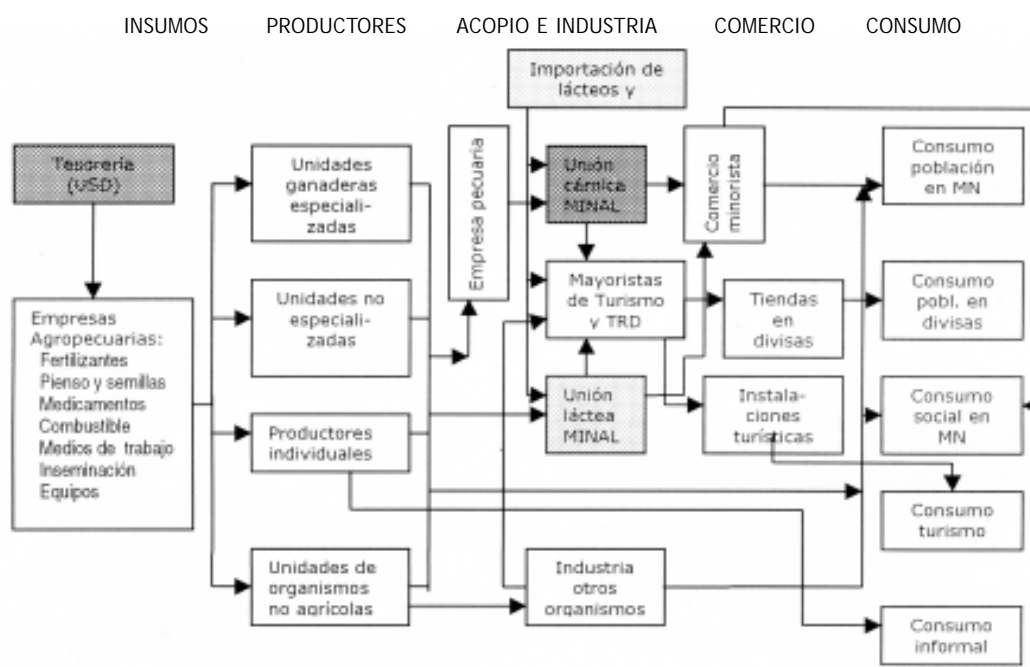 INSUMOS PRODUCTORES ACOPIO E INDUSTRIA COMERCIO CONSUMO
Importación de
lácteos y
Tesorería
(USD)
Empresas
Agropecuarias:
Fertilizantes
Pienso y semillas
Medicamentos
Combustible
Medios de trabajo
Inseminación
Equipos
Unidades
ganaderas
especiali-
zadas
Unidades no
especiali-
zadas
Productores
individuales
Unidades de
organismos
no agrícolas
Empresa pecuaria
Unión
cárnica
MINAL
Mayoristas
de Turismo
y TRD
Unión
láctea
MINAL
Industria
otros
organismos
Comercio
minorista
Tiendas
en
divisas
Instala-
ciones
turísticas
Consumo
población
en MN
Consumo
pobl. en
divisas
Consumo
social en
MN
Consumo
turismo
Consumo
informal